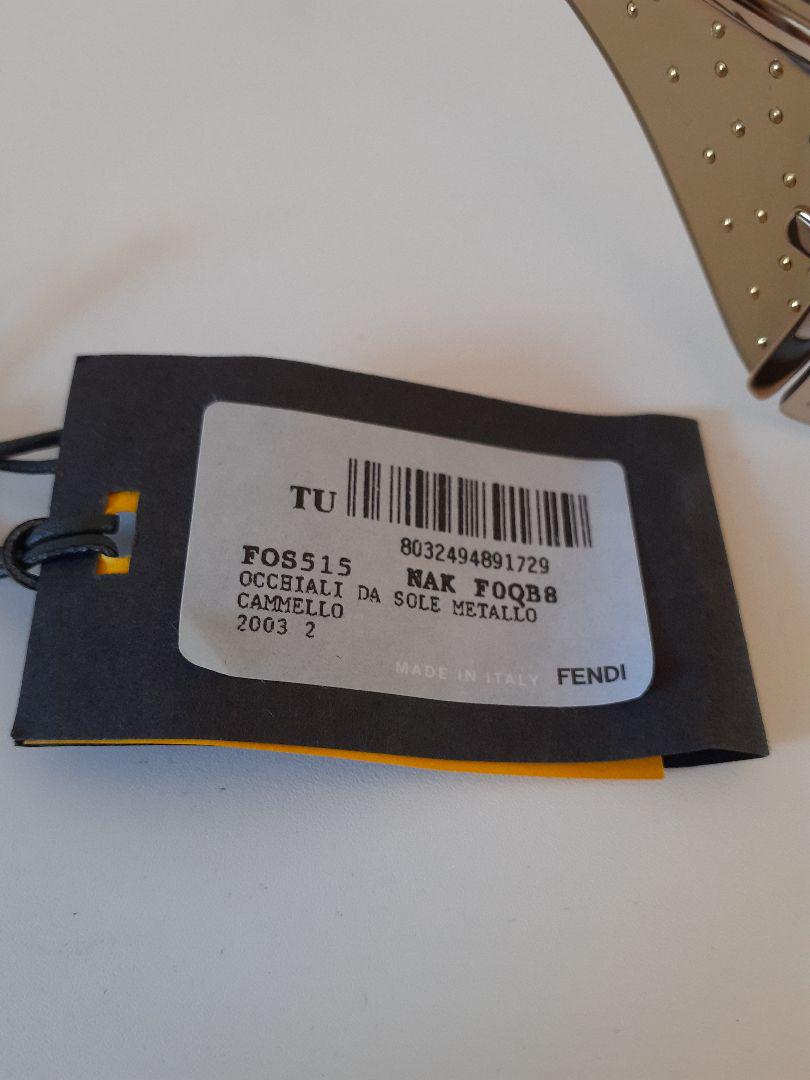 TU
8032494891729
FOS515 NAK F0QB8
OCCHIALI DA SOLE METALLO
CAMMELLO
2003 2
MADE IN ITALY FENDI